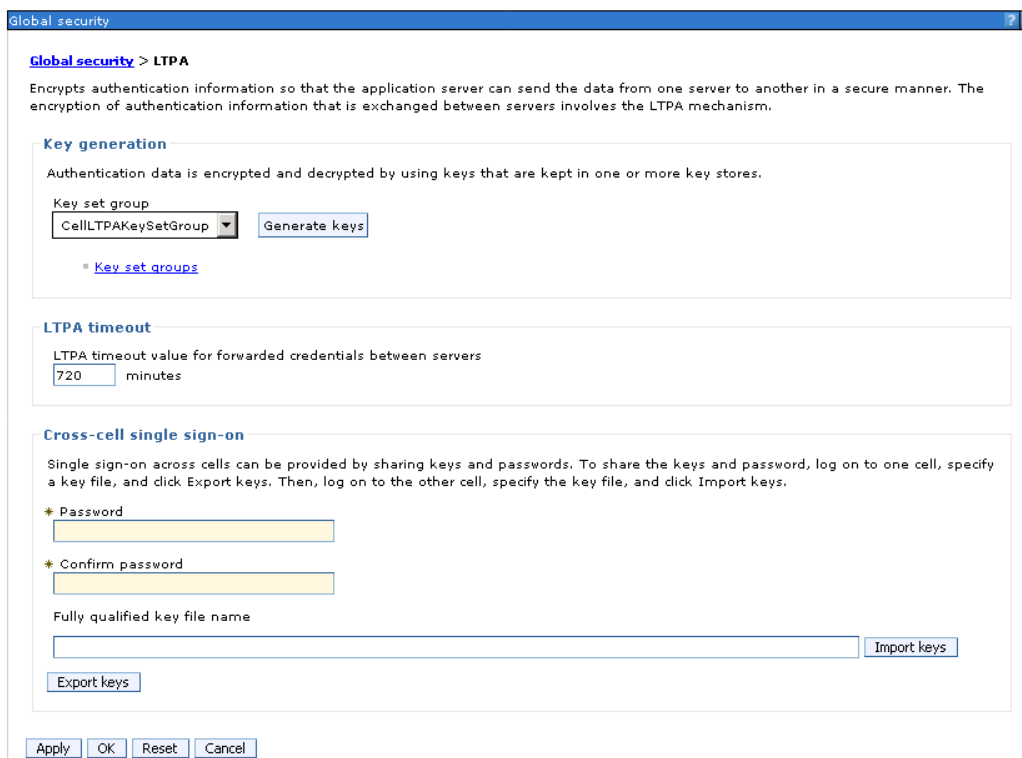 Global security ?
Global security > LTPA
Encrypts authentication information so that the application server can send the data from one server to another in a secure manner. The
encryption of authentication information that is exchanged between servers involves the LTPA mechanism.
Key generation
Authentication data is encrypted and decrypted by using keys that are kept in one or more key stores.
Key set group
CellLTPAKeySetGroup Generate keys
Key set groups
LTPA timeout
LTPA timeout value for forwarded credentials between servers
720 minutes
Cross-cell single sign-on
Single sign-on across cells can be provided by sharing keys and passwords. To share the keys and password, log on to one cell, specify
a key file, and click Export keys. Then, log on to the other cell, specify the key file, and click Import keys.
* Password
* Confirm password
Fully qualified key file name
Import keys
Export keys
Apply OK Reset Cancel